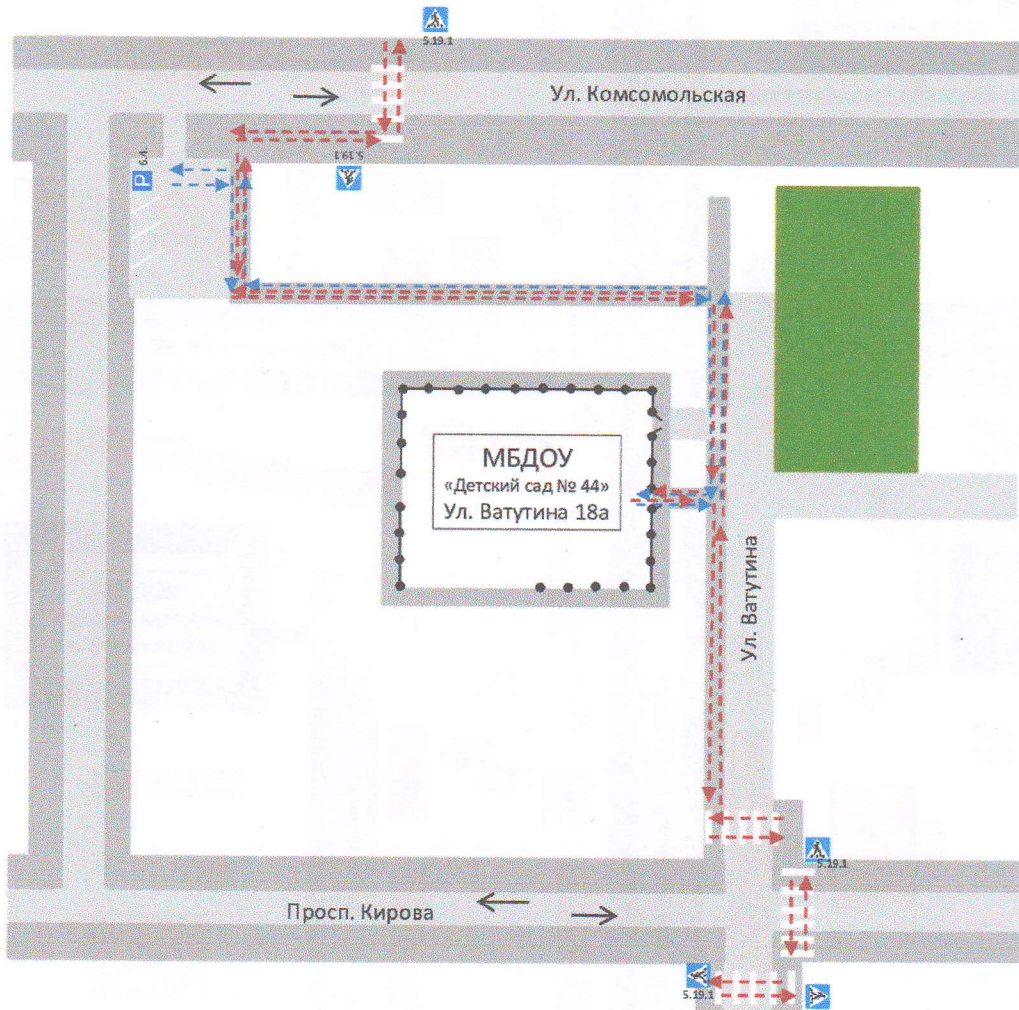 5.19.1
Ул. Комсомольская
5.19.1
6.4.
P
МБДОУ
«Детский сад № 44»
Ул. Ватутина 18а
Ул. Ватутина
5.19.1
Просп. Кирова
5.19.1